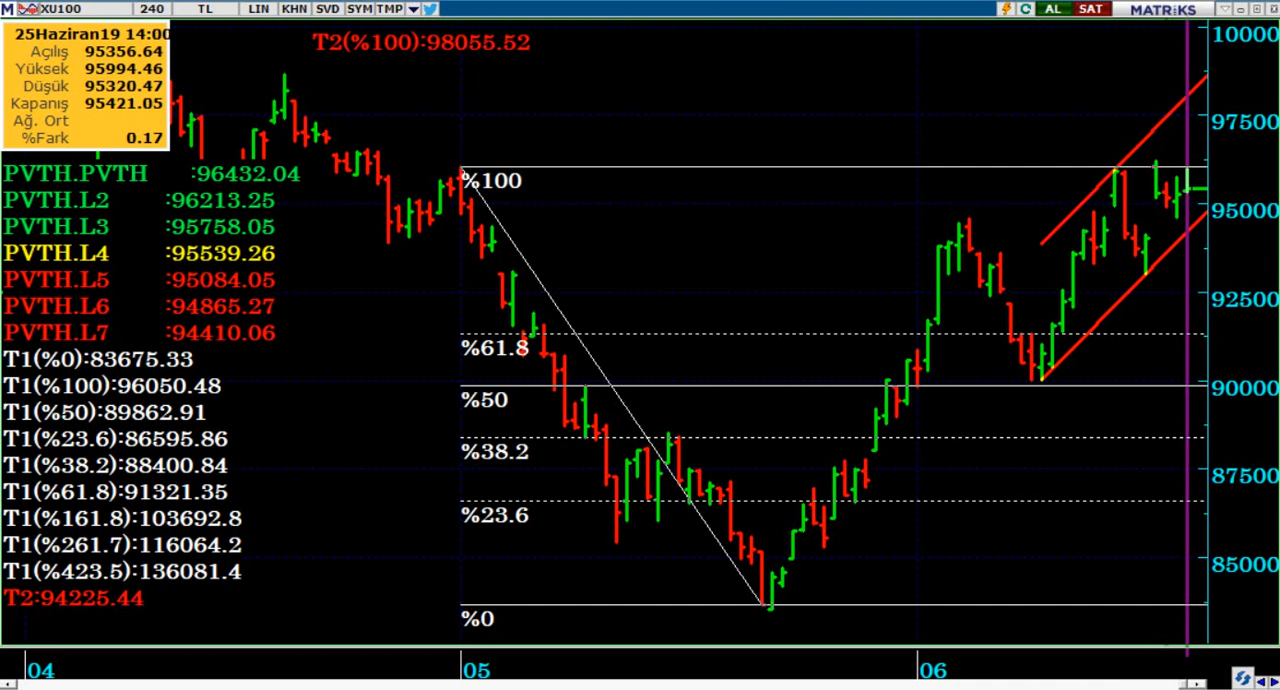 M XU100 240 TL LIN KHN SVD SYM TMP AL SAT MATRiKS
25Haziran19 14:00
Açılış 95356.64
Yüksek 95994.46
Düşük 95320.47
Kapanış 95421.05
Ağ. Ort
%Fark 0.17
T2(%100):98055.52
PVTH.PVTH :96432.04
PVTH.L2 :96213.25
PVTH.L3 :95758.05
PVTH.L4 :95539.26
PVTH.L5 :95084.05
PVTH.L6 :94865.27
PVTH.L7 :94410.06
T1(%0):83675.33
T1(%100):96050.48
T1(%50):89862.91
T1(%23.6):86595.86
T1(%38.2):88400.84
T1(%61.8):91321.35
T1(%161.8):103692.8
T1(%261.7):116064.2
T1(%423.5):136081.4
T2:94225.44
%100
%61.8
%50
%38.2
%23.6
%0
10000
97500
95000
92500
90000
87500
85000
04 05 06